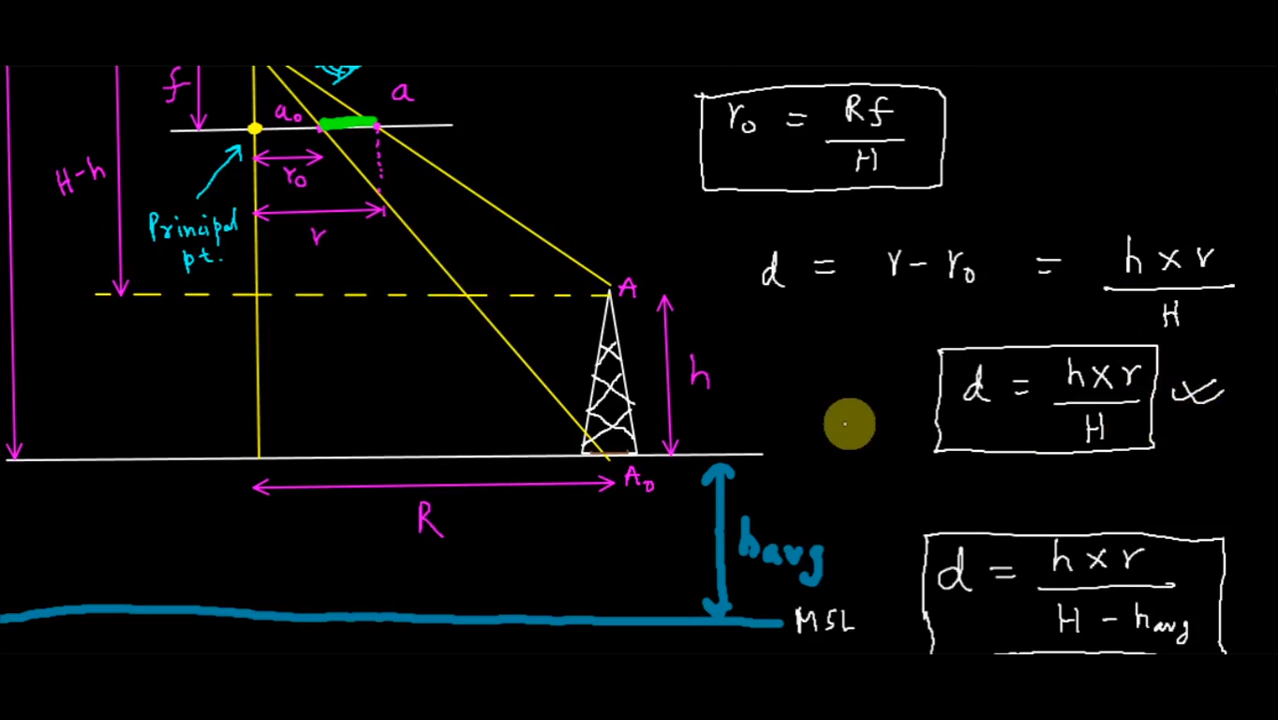 f
a₀
a
H-h
r₀
r
Principal
pt.
A
h
A₀
R
havg
MSL
r₀ = Rf / H
d = r - r₀ = h × r / H
d = h × r / H
d = h × r / H - havg